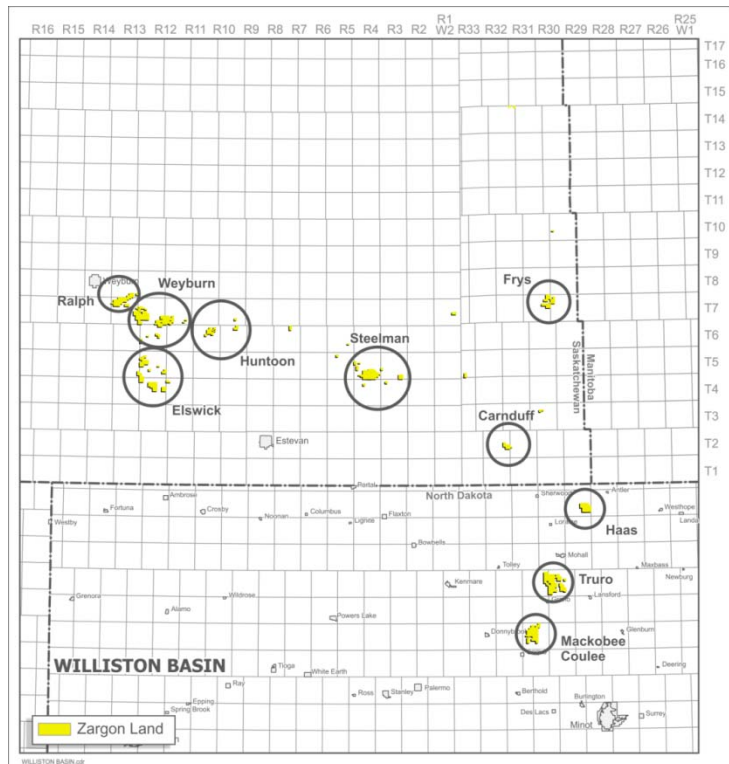 R1 R25
R16 R15 R14 R13 R12 R11 R10 R9 R8 R7 R6 R5 R4 R3 R2 W2 R33 R32 R31 R30 R29 R28 R27 R26 W1
T17
T16
T15
T14
T13
T12
T11
T10
T9
T8
T7
T6
T5
T4
T3
T2
T1
Weyburn
Weyburn
Ralph
Frys
Steelman
Huntoon
Elswick
Manitoba
Saskatchewan
Carnduff
Estevan
Portal
North Dakota
Sherwood
Antler
Ambrose
Fortuna
Crosby
Noonan
Columbus
Lignite
Flaxton
Westby
Westhope
Landa
Haas
Bowbells
Mohall
Tolley
Maxbass
Newburg
Truro
Kenmare
Grenora
Wildrose
Lansford
Alamo
Powers Lake
Donnybrook
Glenburn
Mackobee
Coulee
WILLISTON BASIN
Tioga
White Earth
Deering
Ray
Ross
Stanley
Palermo
Berthold
Burlington
Epping
Spring Brook
Des Lacs
Minot
Surrey
Zargon Land
WILLISTON BASIN.cdr